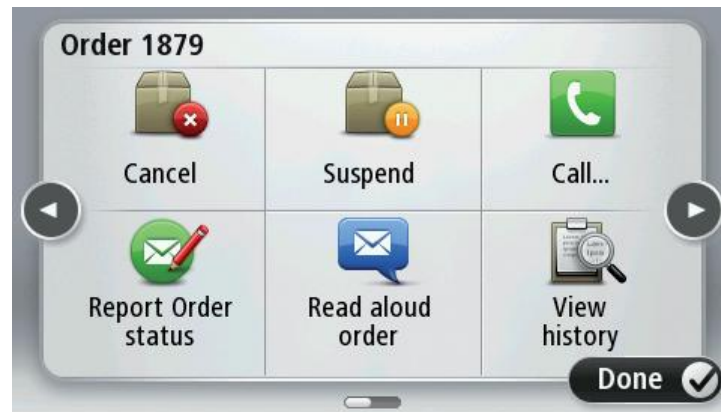 Order 1879
Cancel
Suspend
Call...
Report Order
status
Read aloud
order
View
history
Done